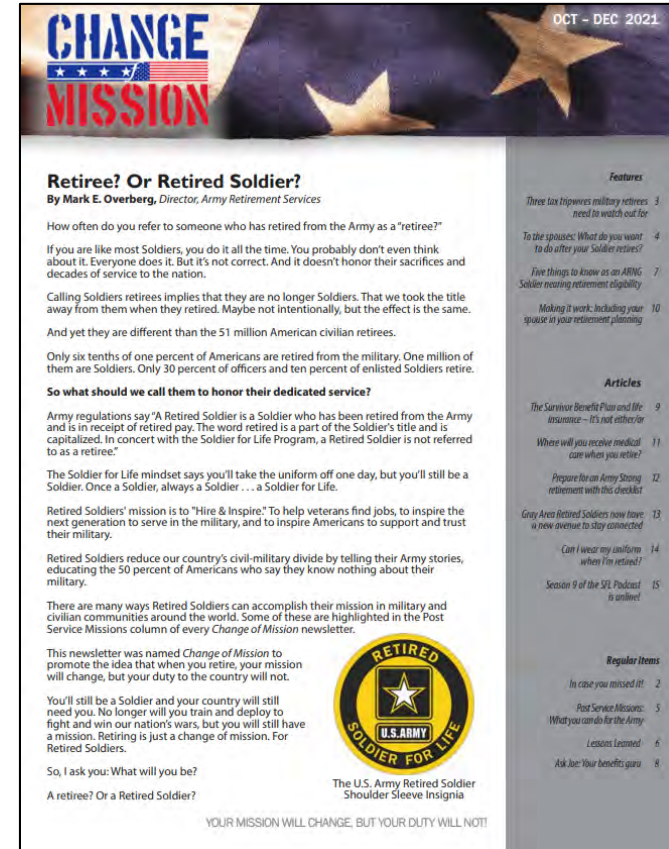 OCT – DEC 2021
CHANGE
of
MISSION
Retiree? Or Retired Soldier?
By Mark E. Overberg, Director, Army Retirement Services
How often do you refer to someone who has retired from the Army as a "retiree?"
If you are like most Soldiers, you do it all the time. You probably don't even think
about it. Everyone does it. But it's not correct. And it doesn't honor their sacrifices and
decades of service to the nation.
Calling Soldiers retirees implies that they are no longer Soldiers. That we took the title
away from them when they retired. Maybe not intentionally, but the effect is the same.
And yet they are different than the 51 million American civilian retirees.
Only six tenths of one percent of Americans are retired from the military. One million of
them are Soldiers. Only 30 percent of officers and ten percent of enlisted Soldiers retire.
So what should we call them to honor their dedicated service?
Army regulations say "A Retired Soldier is a Soldier who has been retired from the Army
and is in receipt of retired pay. The word retired is a part of the Soldier's title and is
capitalized. In concert with the Soldier for Life Program, a Retired Soldier is not referred
to as a retiree."
The Soldier for Life mindset says you'll take the uniform off one day, but you'll still be a
Soldier. Once a Soldier, always a Soldier . . . a Soldier for Life.
Retired Soldiers' mission is to "Hire & Inspire." To help veterans find jobs, to inspire the
next generation to serve in the military, and to inspire Americans to support and trust
their military.
Retired Soldiers reduce our country's civil-military divide by telling their Army stories,
educating the 50 percent of Americans who say they know nothing about their
military.
There are many ways Retired Soldiers can accomplish their mission in military and
civilian communities around the world. Some of these are highlighted in the Post
Service Missions column of every Change of Mission newsletter.
This newsletter was named Change of Mission to
promote the idea that when you retire, your mission
will change, but your duty to the country will not.
You'll still be a Soldier and your country will still
need you. No longer will you train and deploy to
fight and win our nation's wars, but you will still have
a mission. Retiring is just a change of mission. For
Retired Soldiers.
So, I ask you: What will you be?
A retiree? Or a Retired Soldier?
RETIRED
U.S.ARMY
SOLDIER FOR LIFE
The U.S. Army Retired Soldier
Shoulder Sleeve Insignia
YOUR MISSION WILL CHANGE, BUT YOUR DUTY WILL NOT!
Features
Three tax tripwires military retirees 3
need to watch out for
To the spouses: What do you want 4
to do after your Soldier retires?
Five things to know as an ARNG 7
Soldier nearing retirement eligibility
Making it work: Including your 10
spouse in your retirement planning
Articles
The Survivor Benefit Plan and life 9
insurance – It's not either/or
Where will you receive medical 11
care when you retire?
Prepare for an Army Strong 12
retirement with this checklist
Gray Area Retired Soldiers now have 13
a new avenue to stay connected
Can I wear my uniform 14
when I'm retired?
Season 9 of the SFL Podcast 15
is online!
Regular Items
In case you missed it! 2
Post Service Missions: 5
What you can do for the Army
Lessons Learned 6
Ask Joe: Your benefits guru 8